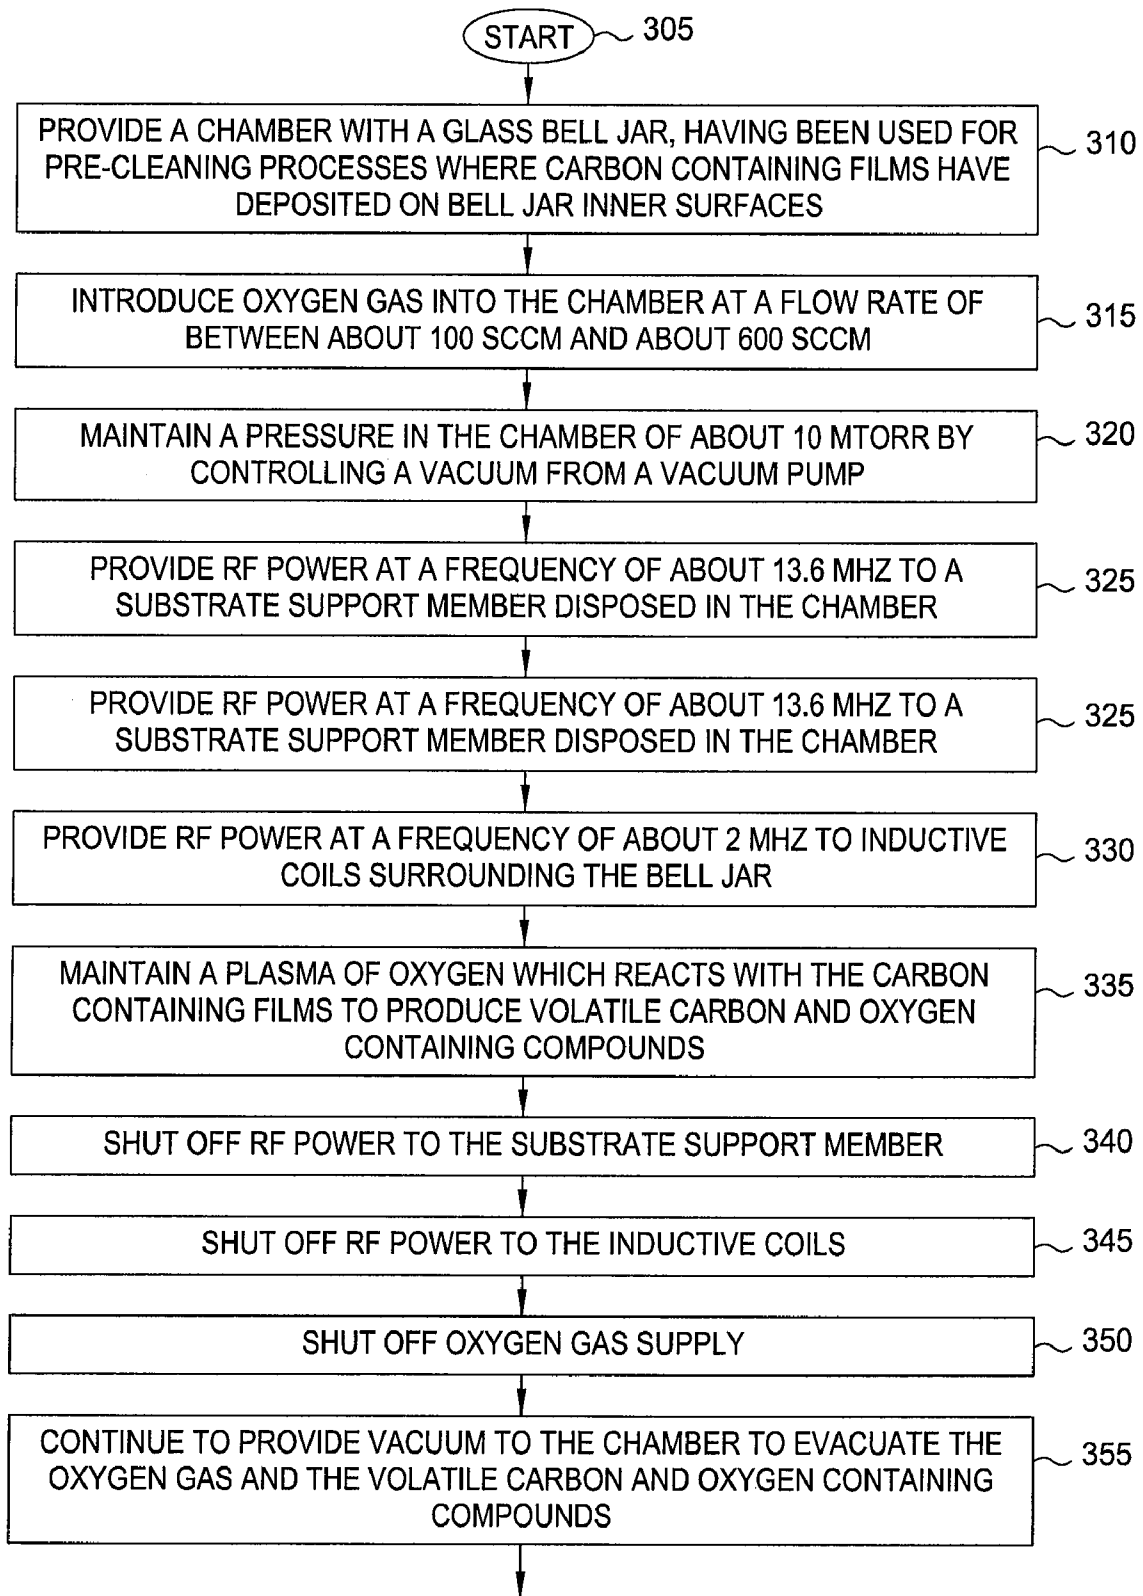 START
305
PROVIDE A CHAMBER WITH A GLASS BELL JAR, HAVING BEEN USED FOR
PRE-CLEANING PROCESSES WHERE CARBON CONTAINING FILMS HAVE
DEPOSITED ON BELL JAR INNER SURFACES
310
INTRODUCE OXYGEN GAS INTO THE CHAMBER AT A FLOW RATE OF
BETWEEN ABOUT 100 SCCM AND ABOUT 600 SCCM
315
MAINTAIN A PRESSURE IN THE CHAMBER OF ABOUT 10 MTORR BY
CONTROLLING A VACUUM FROM A VACUUM PUMP
320
PROVIDE RF POWER AT A FREQUENCY OF ABOUT 13.6 MHZ TO A
SUBSTRATE SUPPORT MEMBER DISPOSED IN THE CHAMBER
325
PROVIDE RF POWER AT A FREQUENCY OF ABOUT 13.6 MHZ TO A
SUBSTRATE SUPPORT MEMBER DISPOSED IN THE CHAMBER
325
PROVIDE RF POWER AT A FREQUENCY OF ABOUT 2 MHZ TO INDUCTIVE
COILS SURROUNDING THE BELL JAR
330
MAINTAIN A PLASMA OF OXYGEN WHICH REACTS WITH THE CARBON
CONTAINING FILMS TO PRODUCE VOLATILE CARBON AND OXYGEN
CONTAINING COMPOUNDS
335
SHUT OFF RF POWER TO THE SUBSTRATE SUPPORT MEMBER
340
SHUT OFF RF POWER TO THE INDUCTIVE COILS
345
SHUT OFF OXYGEN GAS SUPPLY
350
CONTINUE TO PROVIDE VACUUM TO THE CHAMBER TO EVACUATE THE
OXYGEN GAS AND THE VOLATILE CARBON AND OXYGEN CONTAINING
COMPOUNDS
355